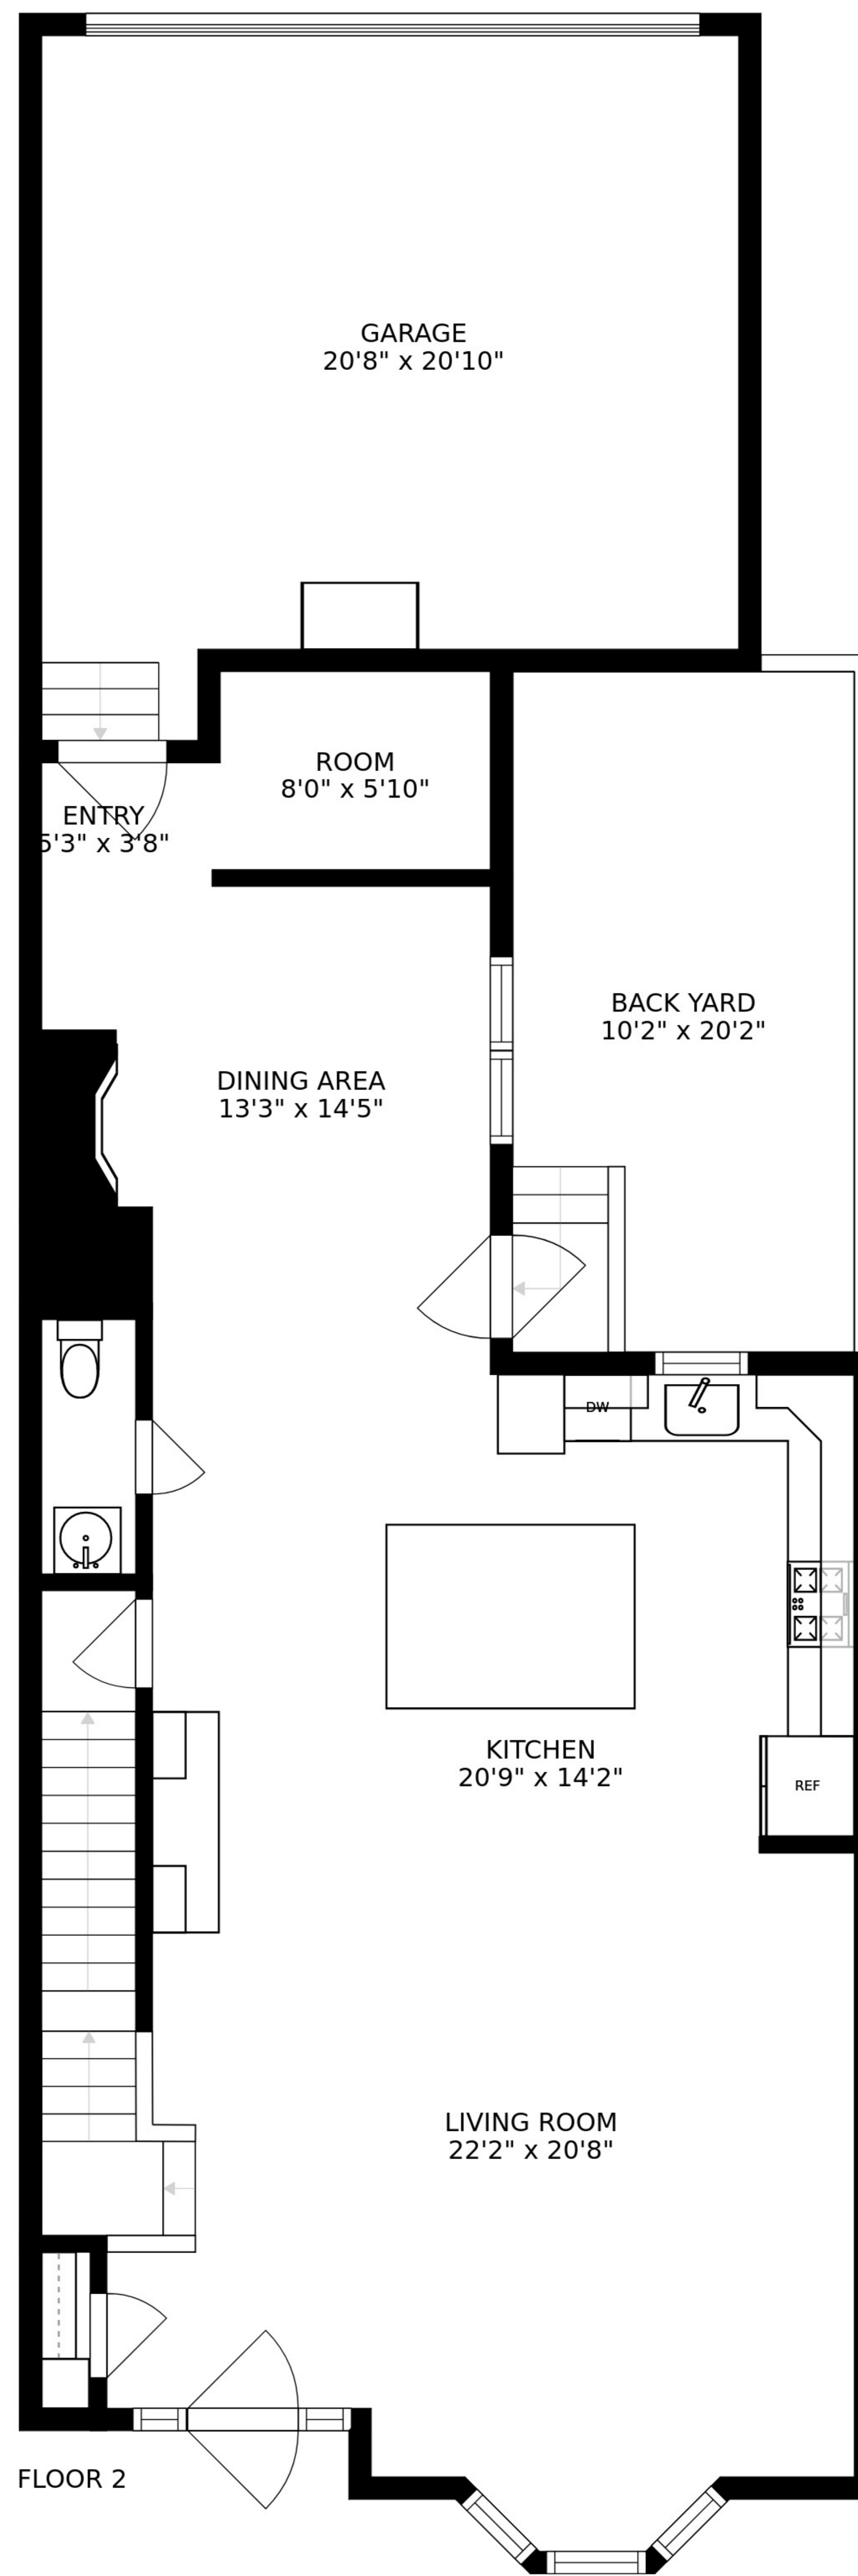 GARAGE
20'8" x 20'10"
ROOM
8'0" x 5'10"
ENTRY
5'3" x 3'8"
BACK YARD
10'2" x 20'2"
DINING AREA
13'3" x 14'5"
DW
KITCHEN
20'9" x 14'2"
REF
LIVING ROOM
22'2" x 20'8"
FLOOR 2